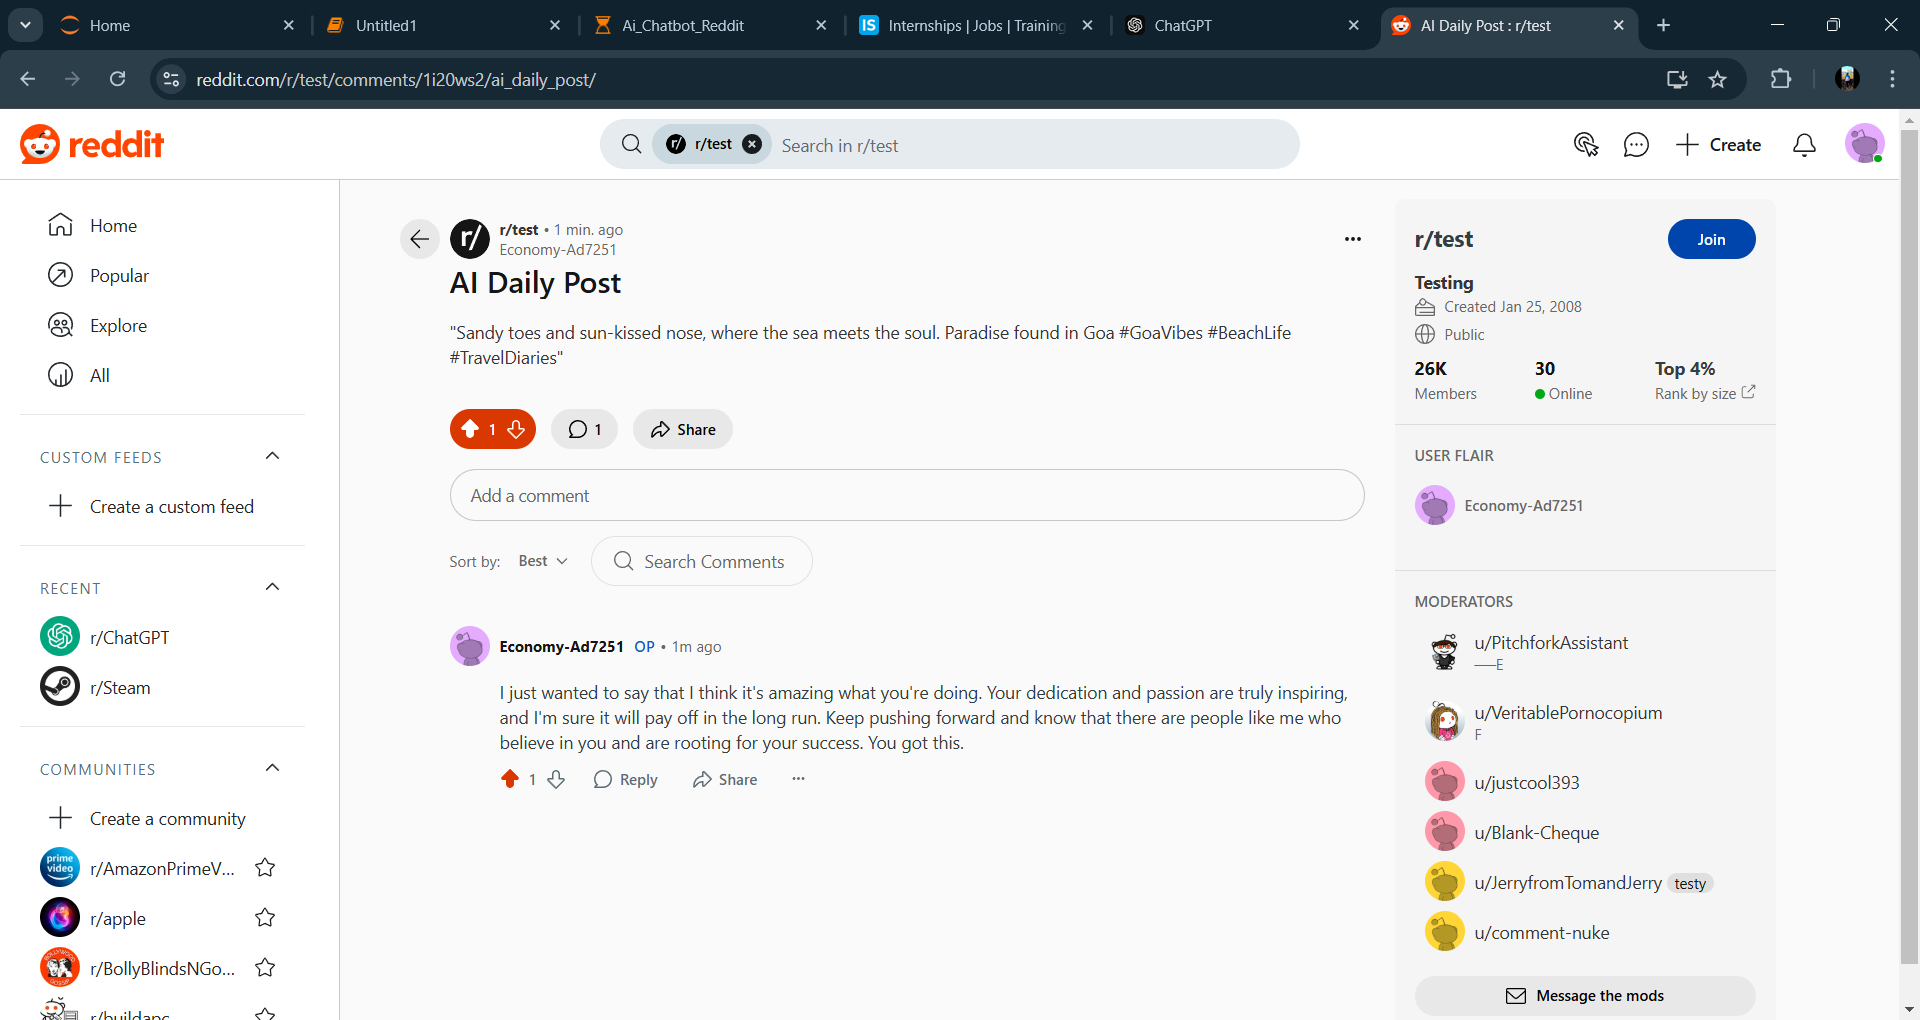 Home
Untitled1
Ai_Chatbot_Reddit
Internships | Jobs | Training
ChatGPT
AI Daily Post : r/test
reddit.com/r/test/comments/1i20ws2/ai_daily_post/
reddit
r/test
Search in r/test
Create
Home
Popular
Explore
All
CUSTOM FEEDS
Create a custom feed
RECENT
r/ChatGPT
r/Steam
COMMUNITIES
Create a community
prime
video
r/AmazonPrimeV...
r/apple
r/BollyBlindsNGo...
r/buildapc
r/
r/test • 1 min. ago
Economy-Ad7251
AI Daily Post
"Sandy toes and sun-kissed nose, where the sea meets the soul. Paradise found in Goa #GoaVibes #BeachLife
#TravelDiaries"
1
1
Share
Add a comment
Sort by: Best
Search Comments
Economy-Ad7251 OP • 1m ago
I just wanted to say that I think it's amazing what you're doing. Your dedication and passion are truly inspiring,
and I'm sure it will pay off in the long run. Keep pushing forward and know that there are people like me who
believe in you and are rooting for your success. You got this.
1 Reply Share
r/test
Join
Testing
Created Jan 25, 2008
Public
26K 30 Top 4%
Members Online Rank by size
USER FLAIR
Economy-Ad7251
MODERATORS
u/PitchforkAssistant
──E
u/VeritablePornocopium
F
u/justcool393
u/Blank-Cheque
u/JerryfromTomandJerry testy
u/comment-nuke
Message the mods